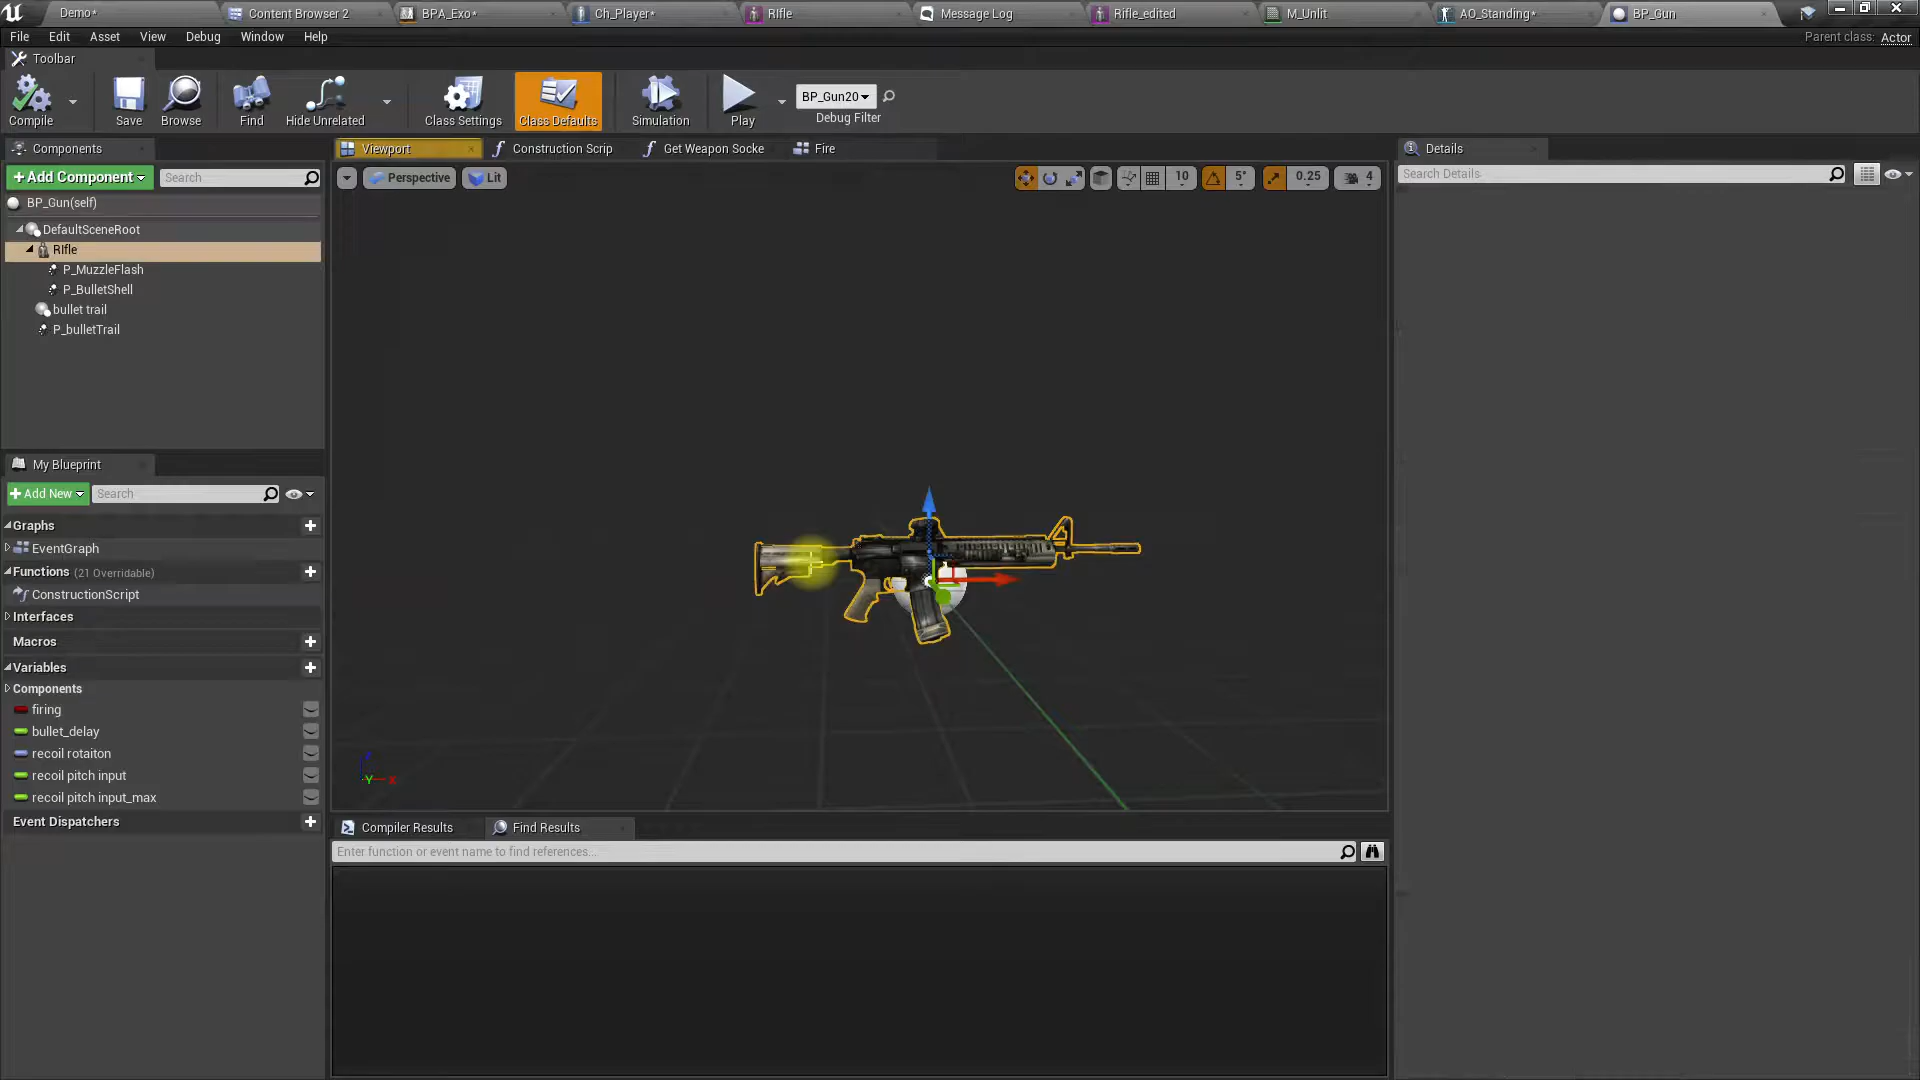 Demo*
Content Browser 2
BPA_Exo*
Ch_Player*
RIfle
Message Log
Rifle_edited
M_Unlit
AO_Standing*
BP_Gun
File Edit Asset View Debug Window Help
Parent class: Actor
Toolbar
Compile
Save
Browse
Find
Hide Unrelated
Class Settings
Class Defaults
Simulation
Play
BP_Gun20
Debug Filter
Components
+Add Component
Search
BP_Gun(self)
DefaultSceneRoot
RIfle
P_MuzzleFlash
P_BulletShell
bullet trail
P_bulletTrail
Viewport
Construction Scrip
Get Weapon Socke
Fire
Perspective
Lit
10
5°
0.25
4
Z
Y
X
Details
Search Details
My Blueprint
+Add New
Search
Graphs
EventGraph
Functions (21 Overridable)
ConstructionScript
Interfaces
Macros
Variables
Components
firing
bullet_delay
recoil rotaiton
recoil pitch input
recoil pitch input_max
Event Dispatchers
Compiler Results
Find Results
Enter function or event name to find references...